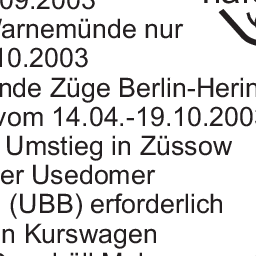 .09.2003
Warnemünde nur
10.2003
nde Züge Berlin-Herin
vom 14.04.-19.10.2003
Umstieg in Züssow
er Usedomer
(UBB) erforderlich
n Kurswagen